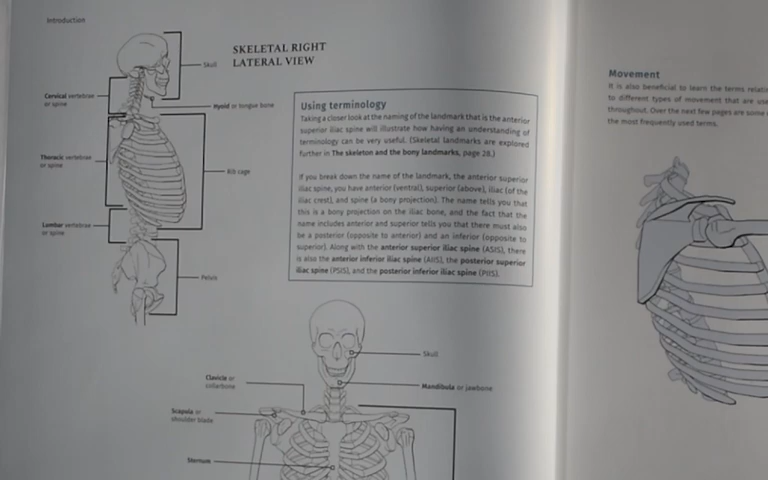 Introduction
SKELETAL RIGHT
LATERAL VIEW
Skull
Cervical vertebrae
or spine
Hyoid or tongue bone
Thoracic vertebrae
or spine
Rib cage
Lumbar vertebrae
or spine
Pelvis
Using terminology
Taking a closer look at the naming of the landmark that is the anterior
superior iliac spine will illustrate how having an understanding of
terminology can be very useful. (Skeletal landmarks are explored
further in The skeleton and the bony landmarks, page 28.)
If you break down the name of the landmark, the anterior superior
iliac spine, you have anterior (ventral), superior (above), iliac (of the
iliac crest), and spine (a bony projection). The name tells you that
this is a bony projection on the iliac bone, and the fact that the
name includes anterior and superior tells you that there must also
be a posterior (opposite to anterior) and an inferior (opposite to
superior). Along with the anterior superior iliac spine (ASIS), there
is also the anterior inferior iliac spine (AIIS), the posterior superior
iliac spine (PSIS), and the posterior inferior iliac spine (PIIS).
Skull
Clavicle or
collarbone
Mandibula or jawbone
Scapula or
shoulder blade
Sternum
Movement
It is also beneficial to learn the terms
to different types of movement that are
throughout. Over the next few pages are some
the most frequently used terms.